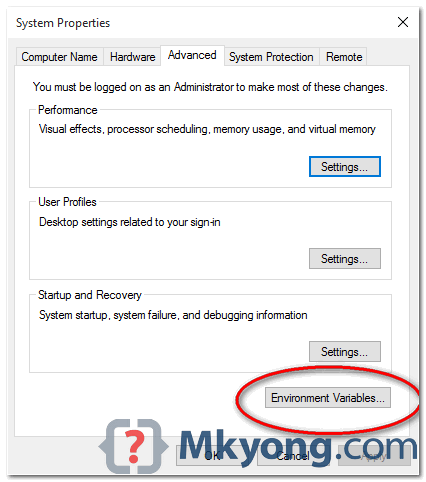 System Properties
Computer Name Hardware Advanced System Protection Remote
You must be logged on as an Administrator to make most of these changes.
Performance
Visual effects, processor scheduling, memory usage, and virtual memory
Settings...
User Profiles
Desktop settings related to your sign-in
Settings...
Startup and Recovery
System startup, system failure, and debugging information
Settings...
Environment Variables...
{?} Mkyong.com
OK Cancel Apply